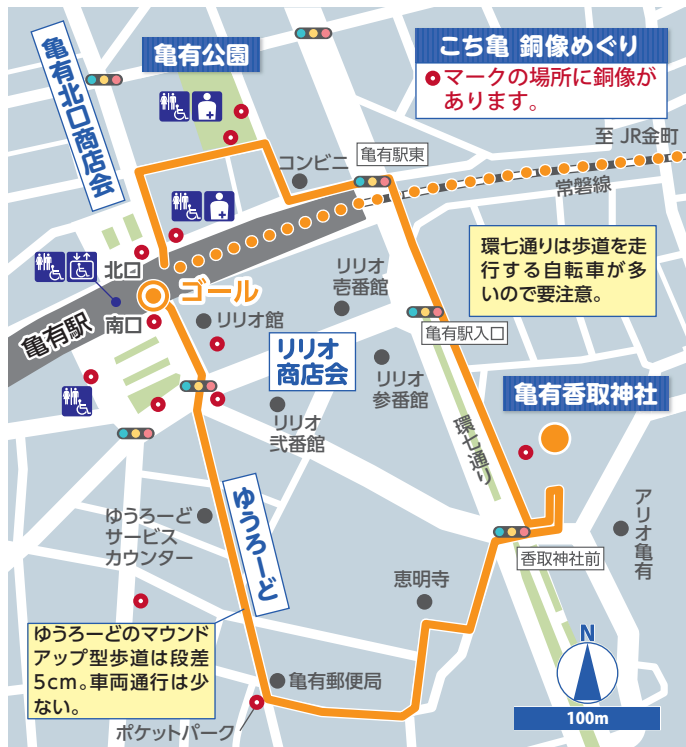 こち亀 銅像めぐり
マークの場所に銅像が
あります。
亀有公園
亀有北口商店会
コンビニ
亀有駅東
至 JR金町
常磐線
環七通りは歩道を走
行する自転車が多
いので要注意。
北口
ゴール
亀有駅
南口
リリオ館
リリオ
壱番館
亀有駅入口
リリオ
商店会
リリオ
参番館
リリオ
弐番館
亀有香取神社
環七通り
ゆうろーど
ゆうろーど
サービス
カウンター
香取神社前
アリオ亀有
恵明寺
ゆうろーどのマウンド
アップ型歩道は段差
5cm。車両通行は少
ない。
亀有郵便局
ポケットパーク
N
100m